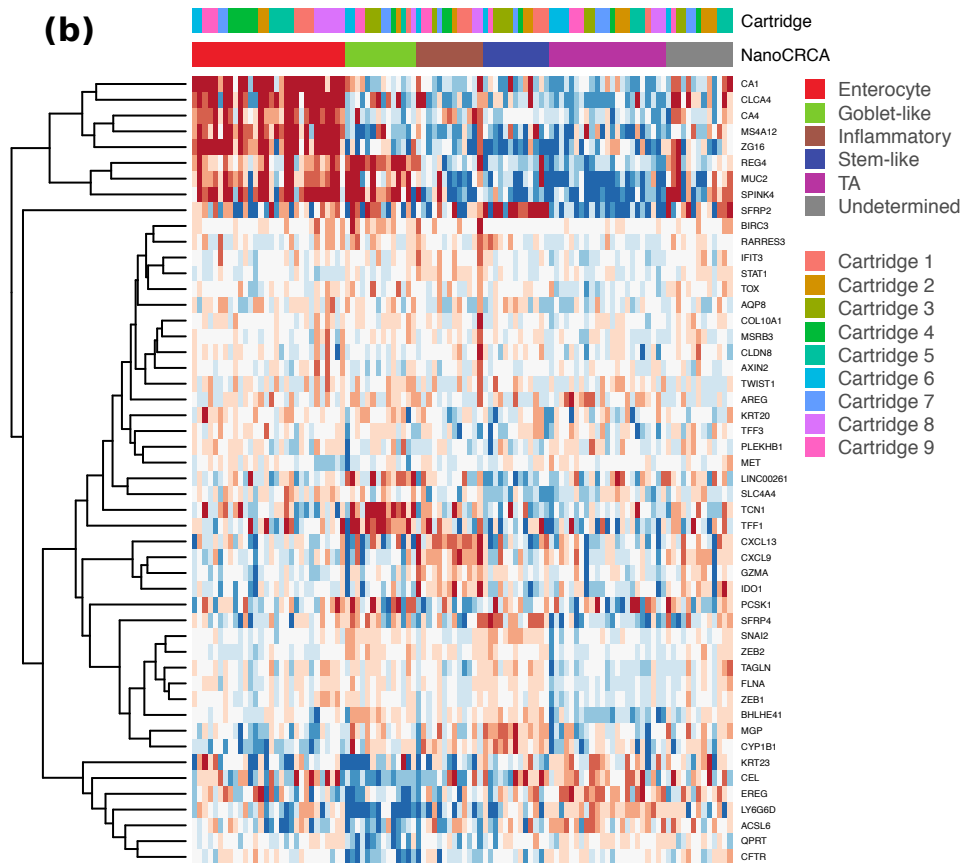 (b)
Cartridge
NanoCRCA
CA1
CLCA4
CA4
MS4A12
ZG16
REG4
MUC2
SPINK4
SFRP2
BIRC3
RARRES3
IFIT3
STAT1
TOX
AQP8
COL10A1
MSRB3
CLDN8
AXIN2
TWIST1
AREG
KRT20
TFF3
PLEKHB1
MET
LINC00261
SLC4A4
TCN1
TFF1
CXCL13
CXCL9
GZMA
IDO1
PCSK1
SFRP4
SNAI2
ZEB2
TAGLN
FLNA
ZEB1
BHLHE41
MGP
CYP1B1
KRT23
CEL
EREG
LY6G6D
ACSL6
QPRT
CFTR
Enterocyte
Goblet-like
Inflammatory
Stem-like
TA
Undetermined
Cartridge 1
Cartridge 2
Cartridge 3
Cartridge 4
Cartridge 5
Cartridge 6
Cartridge 7
Cartridge 8
Cartridge 9